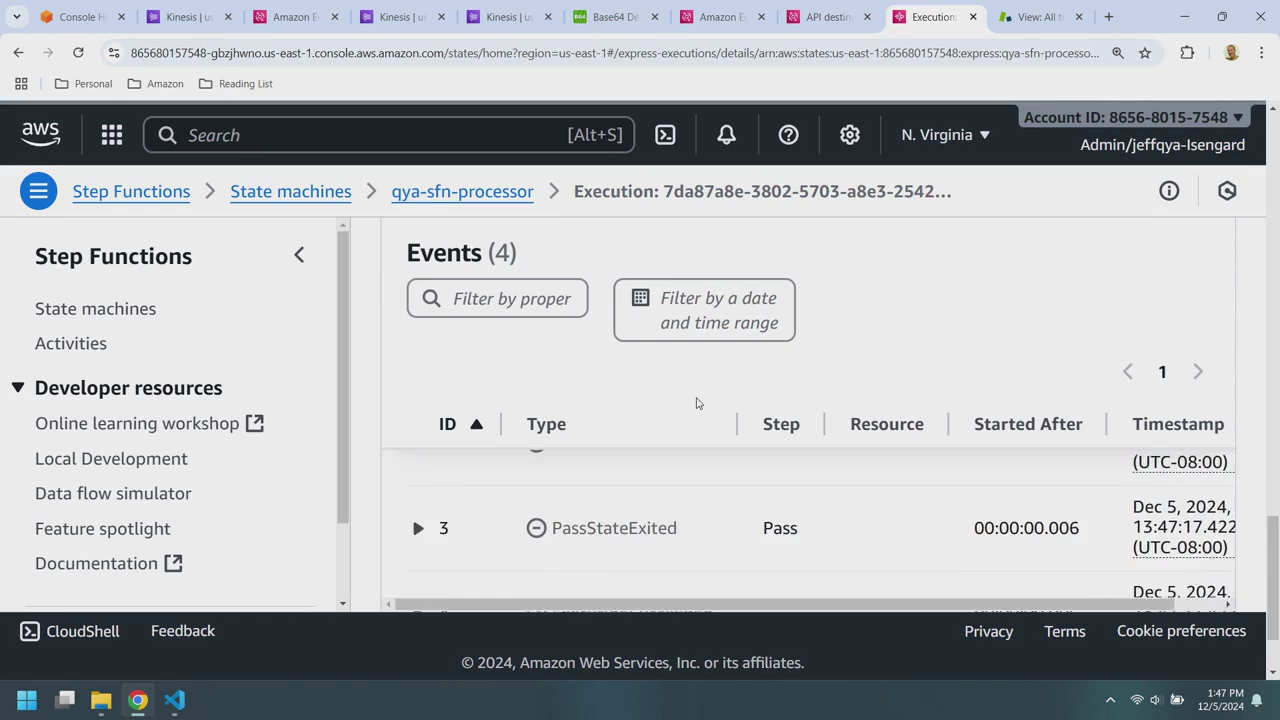 Console H
Kinesis | us
Amazon Ev
Kinesis | us
Kinesis | us
Base64 De
Amazon Ev
API destin
Execution:
View: All t
865680157548-gbzjhwno.us-east-1.console.aws.amazon.com/states/home?region=us-east-1#/express-executions/details/arn:aws:states:us-east-1:865680157548:express:qya-sfn-processo...
Personal
Amazon
Reading List
aws
Search
[Alt+S]
N. Virginia
Account ID: 8656-8015-7548
Admin/jeffqya-Isengard
Step Functions
State machines
qya-sfn-processor
Execution: 7da87a8e-3802-5703-a8e3-2542...
Step Functions
State machines
Activities
Developer resources
Online learning workshop
Local Development
Data flow simulator
Feature spotlight
Documentation
Events (4)
Filter by proper
Filter by a date
and time range
1
ID
Type
Step
Resource
Started After
Timestamp
(UTC-08:00)
3
PassStateExited
Pass
00:00:00.006
Dec 5, 2024,
13:47:17.422
(UTC-08:00)
Dec 5, 2024,
CloudShell
Feedback
Privacy
Terms
Cookie preferences
© 2024, Amazon Web Services, Inc. or its affiliates.
1:47 PM
12/5/2024